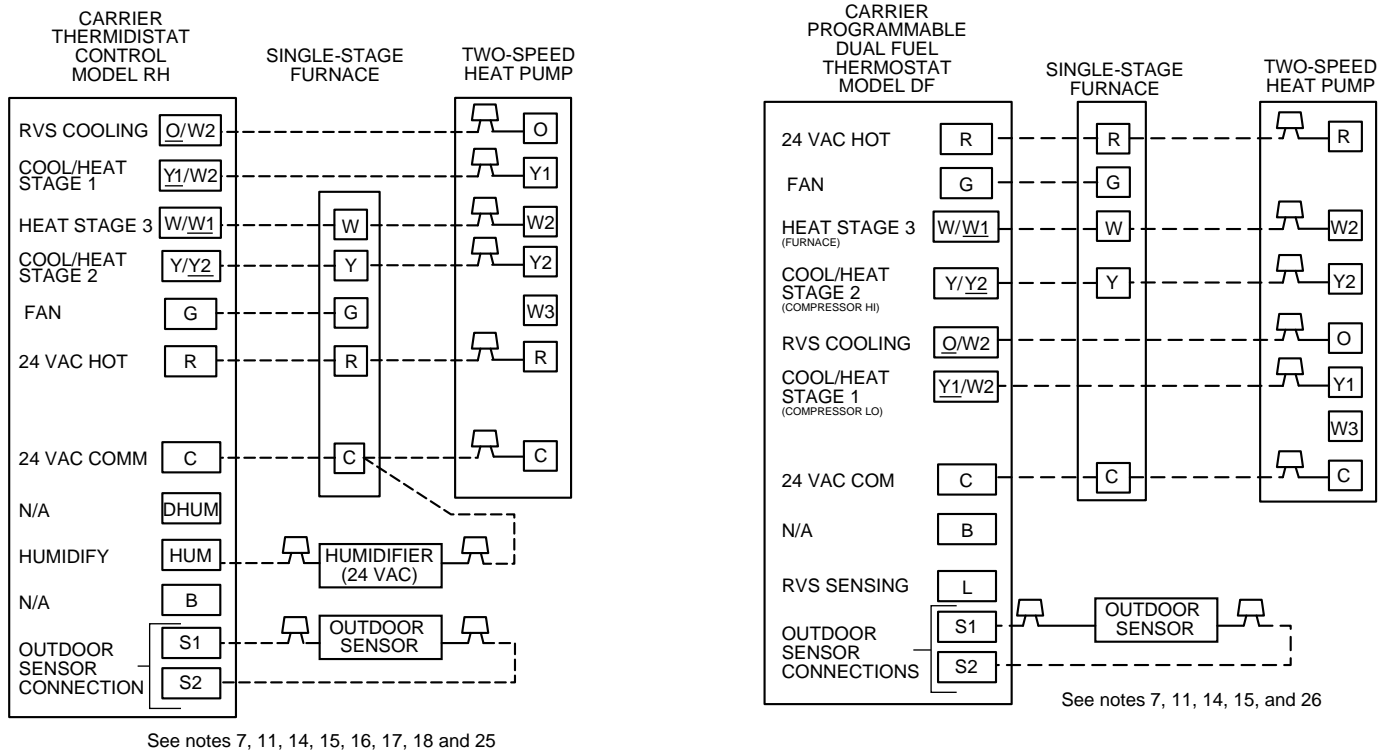 CARRIER
THERMIDISTAT
CONTROL
MODEL RH
SINGLE-STAGE
FURNACE
TWO-SPEED
HEAT PUMP
RVS COOLING O/W2 O
COOL/HEAT
STAGE 1
Y1/W2 Y1
HEAT STAGE 3 W/W1 W W2
COOL/HEAT
STAGE 2
Y/Y2 Y Y2
FAN G G W3
24 VAC HOT R R R
24 VAC COMM C C C
N/A DHUM
HUMIDIFY HUM HUMIDIFIER
(24 VAC)
N/A B
OUTDOOR
SENSOR
CONNECTION
S1
S2
OUTDOOR
SENSOR
See notes 7, 11, 14, 15, 16, 17, 18 and 25
CARRIER
PROGRAMMABLE
DUAL FUEL
THERMOSTAT
MODEL DF
SINGLE-STAGE
FURNACE
TWO-SPEED
HEAT PUMP
24 VAC HOT R R R
FAN G G
HEAT STAGE 3
(FURNACE)
W/W1 W W2
COOL/HEAT
STAGE 2
(COMPRESSOR HI)
Y/Y2 Y Y2
RVS COOLING O/W2 O
COOL/HEAT
STAGE 1
(COMPRESSOR LO)
Y1/W2 Y1
W3
24 VAC COM C C C
N/A B
RVS SENSING L
OUTDOOR
SENSOR
CONNECTIONS
S1
S2
OUTDOOR
SENSOR
See notes 7, 11, 14, 15, and 26